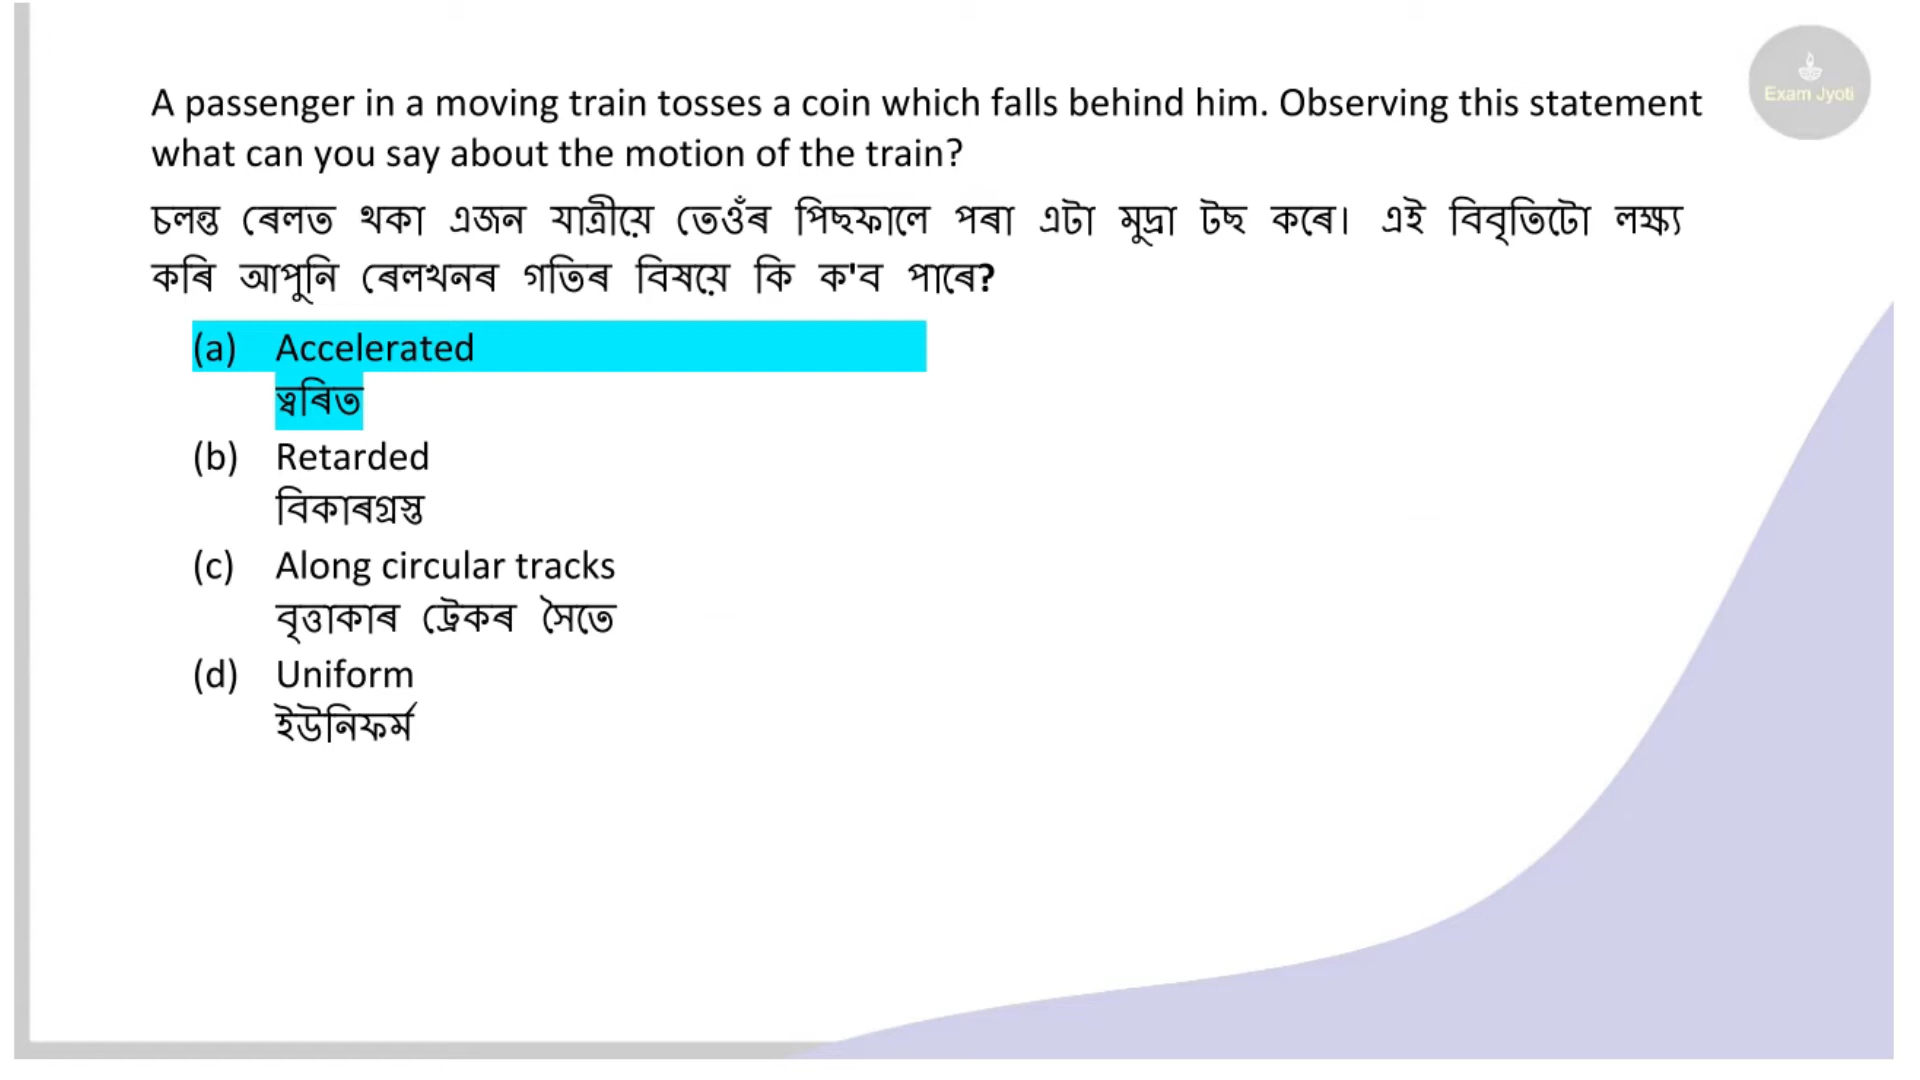 Exam Jyoti
A passenger in a moving train tosses a coin which falls behind him. Observing this statement
what can you say about the motion of the train?
চলন্ত ৰেলত থকা এজন যাত্ৰীয়ে তেওঁৰ পিছফালে পৰা এটা মুদ্ৰা টছ কৰে। এই বিবৃতিটো লক্ষ্য
কৰি আপুনি ৰেলখনৰ গতিৰ বিষয়ে কি ক'ব পাৰে?
(a) Accelerated
ত্বৰিত
(b) Retarded
বিকাৰগ্ৰস্ত
(c) Along circular tracks
বৃত্তাকাৰ ট্ৰেকৰ সৈতে
(d) Uniform
ইউনিফৰ্ম